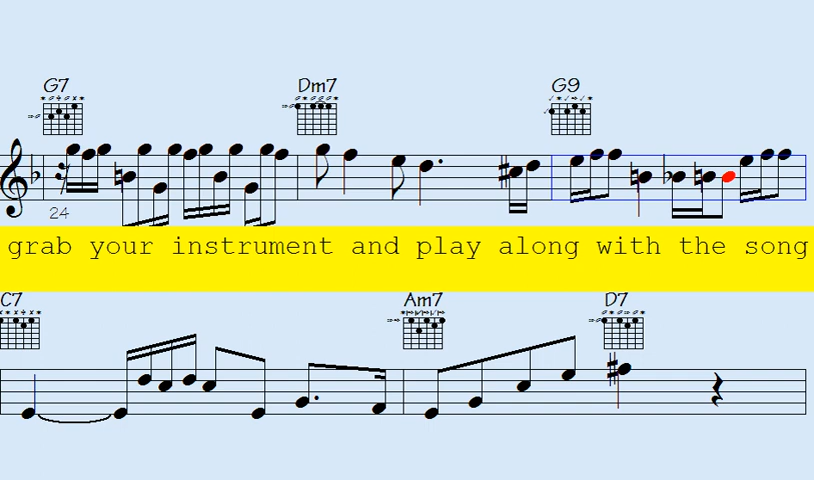 G7 Dm7 G9
24
grab your instrument and play along with the song
C7 Am7 D7